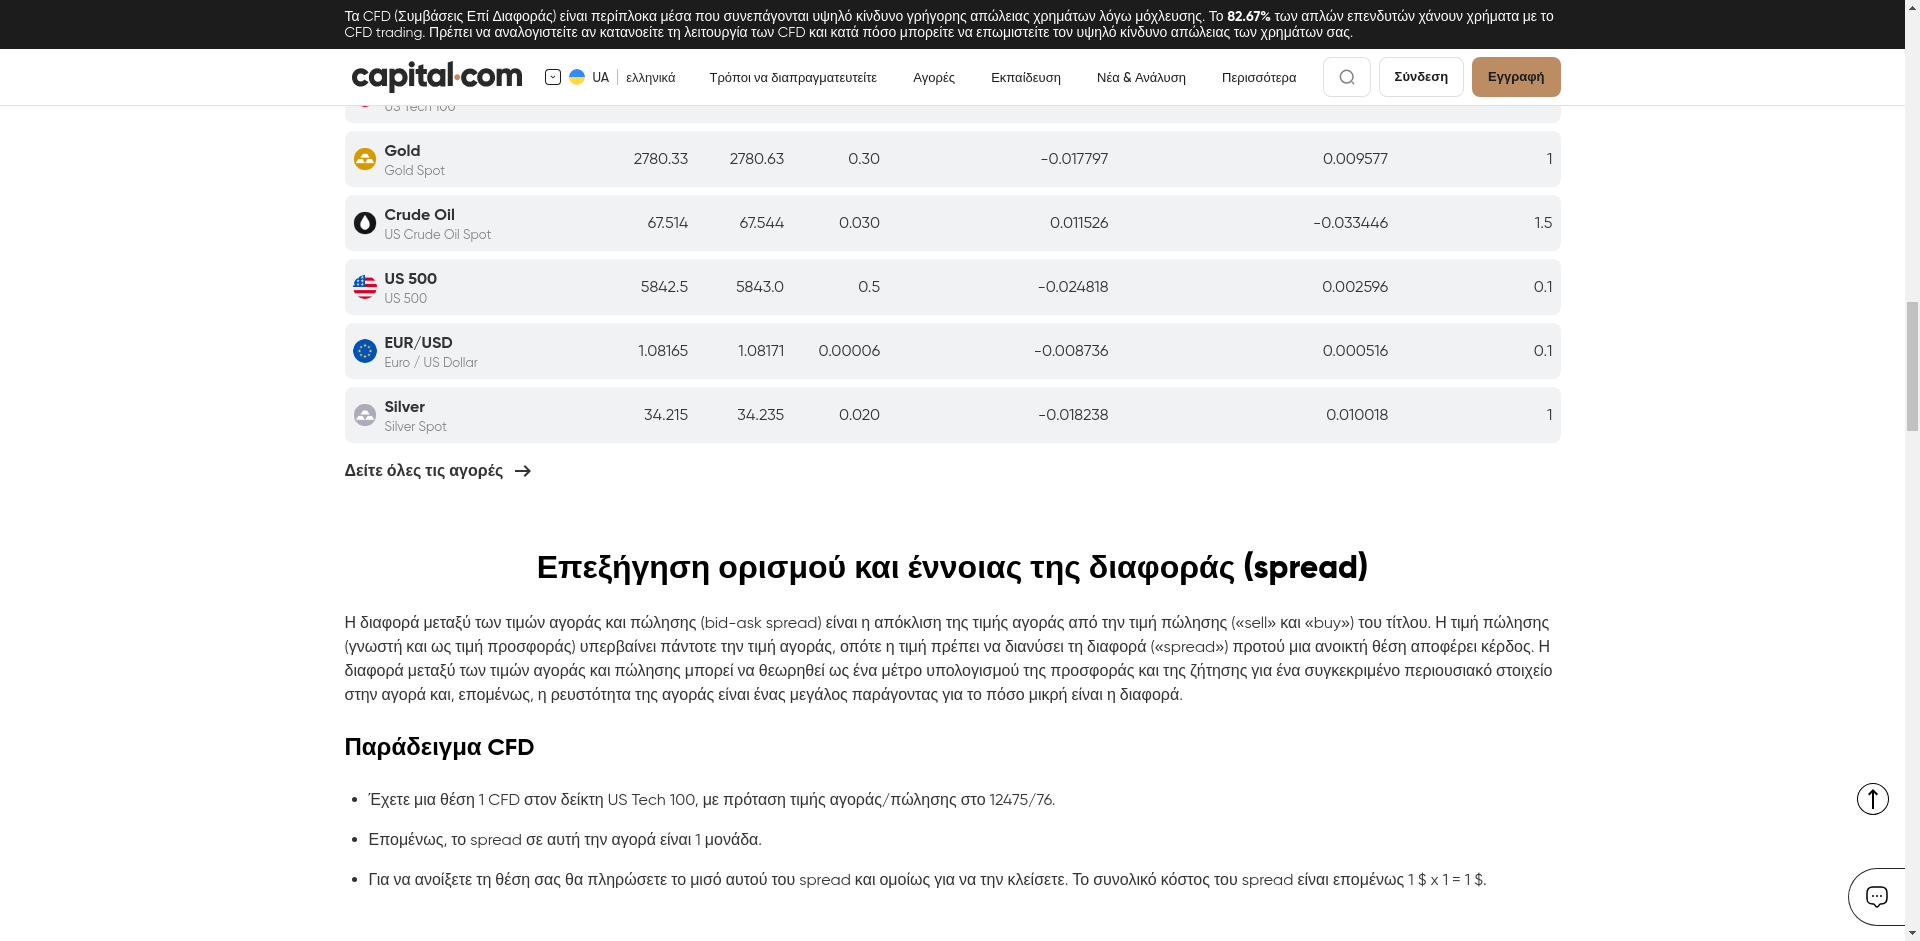 Τα CFD (Συμβάσεις Επί Διαφοράς) είναι περίπλοκα μέσα που συνεπάγονται υψηλό κίνδυνο γρήγορης απώλειας χρημάτων λόγω μόχλευσης. Το 82.67% των απλών επενδυτών χάνουν χρήματα με το
CFD trading. Πρέπει να αναλογιστείτε αν κατανοείτε τη λειτουργία των CFD και κατά πόσο μπορείτε να επωμιστείτε τον υψηλό κίνδυνο απώλειας των χρημάτων σας.
capital.com UA ελληνικά Τρόποι να διαπραγματευτείτε Αγορές Εκπαίδευση Νέα & Ανάλυση Περισσότερα Σύνδεση Εγγραφή
US Tech 100
Gold 2780.33 2780.63 0.30 -0.017797 0.009577 1
Gold Spot
Crude Oil 67.514 67.544 0.030 0.011526 -0.033446 1.5
US Crude Oil Spot
US 500 5842.5 5843.0 0.5 -0.024818 0.002596 0.1
US 500
EUR/USD 1.08165 1.08171 0.00006 -0.008736 0.000516 0.1
Euro / US Dollar
Silver 34.215 34.235 0.020 -0.018238 0.010018 1
Silver Spot
Δείτε όλες τις αγορές
Επεξήγηση ορισμού και έννοιας της διαφοράς (spread)
Η διαφορά μεταξύ των τιμών αγοράς και πώλησης (bid-ask spread) είναι η απόκλιση της τιμής αγοράς από την τιμή πώλησης («sell» και «buy») του τίτλου. Η τιμή πώλησης
(γνωστή και ως τιμή προσφοράς) υπερβαίνει πάντοτε την τιμή αγοράς, οπότε η τιμή πρέπει να διανύσει τη διαφορά («spread») προτού μια ανοικτή θέση αποφέρει κέρδος. Η
διαφορά μεταξύ των τιμών αγοράς και πώλησης μπορεί να θεωρηθεί ως ένα μέτρο υπολογισμού της προσφοράς και της ζήτησης για ένα συγκεκριμένο περιουσιακό στοιχείο
στην αγορά και, επομένως, η ρευστότητα της αγοράς είναι ένας μεγάλος παράγοντας για το πόσο μικρή είναι η διαφορά.
Παράδειγμα CFD
Έχετε μια θέση 1 CFD στον δείκτη US Tech 100, με πρόταση τιμής αγοράς/πώλησης στο 12475/76.
Επομένως, το spread σε αυτή την αγορά είναι 1 μονάδα.
Για να ανοίξετε τη θέση σας θα πληρώσετε το μισό αυτού του spread και ομοίως για να την κλείσετε. Το συνολικό κόστος του spread είναι επομένως 1 $ x 1 = 1 $.